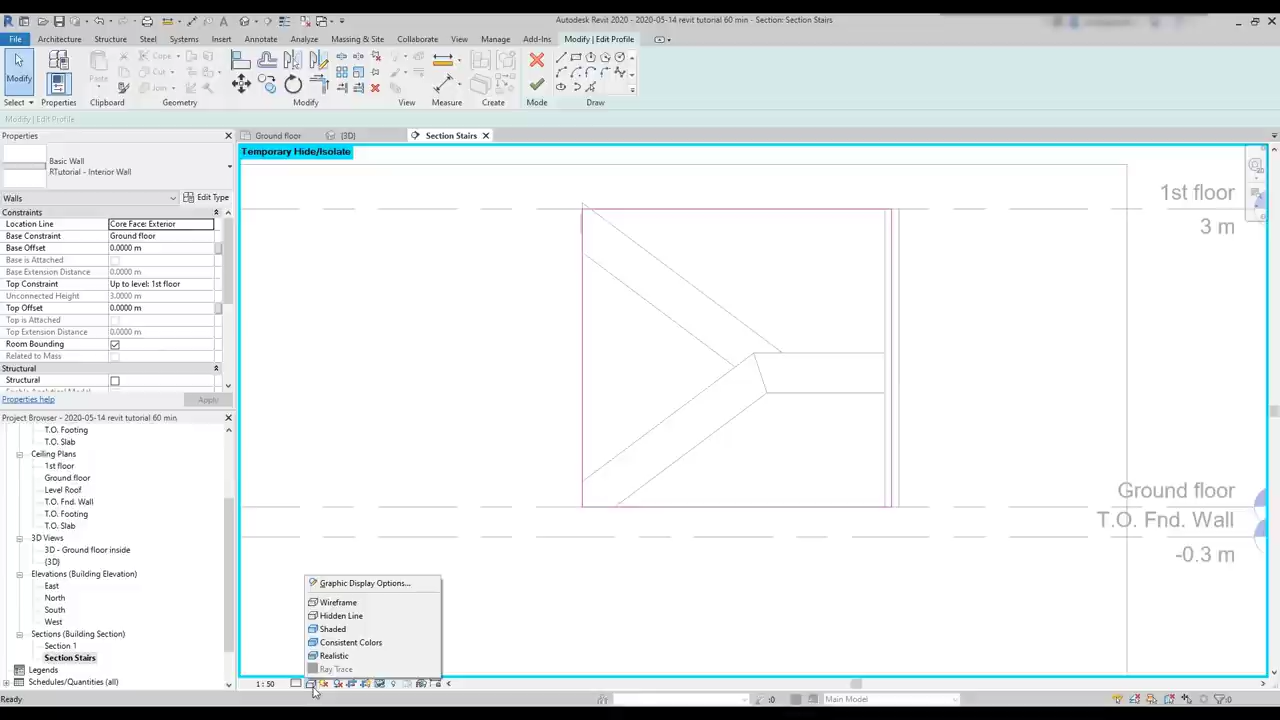 Autodesk Revit 2020 - 2020-05-14 revit tutorial 60 min - Section: Section Stairs
File Architecture Structure Steel Systems Insert Annotate Analyze Massing & Site Collaborate View Manage Add-Ins Modify | Edit Profile
Modify
Paste
Cope
Cut
Join
Select Properties Clipboard Geometry Modify View Measure Create Mode Draw
Modify | Edit Profile
Properties
Ground floor
(3D)
Section Stairs
Temporary Hide/Isolate
Basic Wall
RTutorial - Interior Wall
Walls
Edit Type
Constraints
Location Line Core Face: Exterior
Base Constraint Ground floor
Base Offset 0.0000 m
Base is Attached
Base Extension Distance 0.0000 m
Top Constraint Up to level: 1st floor
Unconnected Height 3.0000 m
Top Offset 0.0000 m
Top is Attached
Top Extension Distance 0.0000 m
Room Bounding
Related to Mass
Structural
Structural
Properties help
Apply
Project Browser - 2020-05-14 revit tutorial 60 min
T.O. Footing
T.O. Slab
Ceiling Plans
1st floor
Ground floor
Level Roof
T.O. Fnd. Wall
T.O. Footing
T.O. Slab
3D Views
3D - Ground floor inside
{3D}
Elevations (Building Elevation)
East
North
South
West
Sections (Building Section)
Section 1
Section Stairs
Legends
Schedules/Quantities (all)
1st floor
3 m
Ground floor
T.O. Fnd. Wall
-0.3 m
Graphic Display Options...
Wireframe
Hidden Line
Shaded
Consistent Colors
Realistic
Ray Trace
1 : 50
Ready
:0
Main Model
:0